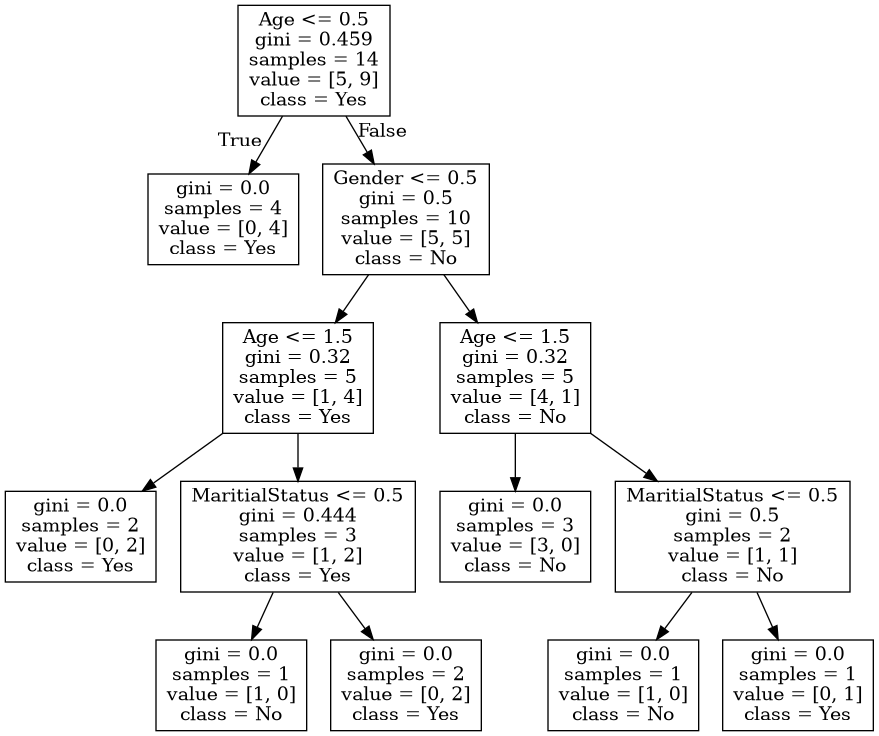 Age <= 0.5
gini = 0.459
samples = 14
value = [5, 9]
class = Yes
True
False
gini = 0.0
samples = 4
value = [0, 4]
class = Yes
Gender <= 0.5
gini = 0.5
samples = 10
value = [5, 5]
class = No
Age <= 1.5
gini = 0.32
samples = 5
value = [1, 4]
class = Yes
Age <= 1.5
gini = 0.32
samples = 5
value = [4, 1]
class = No
gini = 0.0
samples = 2
value = [0, 2]
class = Yes
MaritialStatus <= 0.5
gini = 0.444
samples = 3
value = [1, 2]
class = Yes
gini = 0.0
samples = 3
value = [3, 0]
class = No
MaritialStatus <= 0.5
gini = 0.5
samples = 2
value = [1, 1]
class = No
gini = 0.0
samples = 1
value = [1, 0]
class = No
gini = 0.0
samples = 2
value = [0, 2]
class = Yes
gini = 0.0
samples = 1
value = [1, 0]
class = No
gini = 0.0
samples = 1
value = [0, 1]
class = Yes